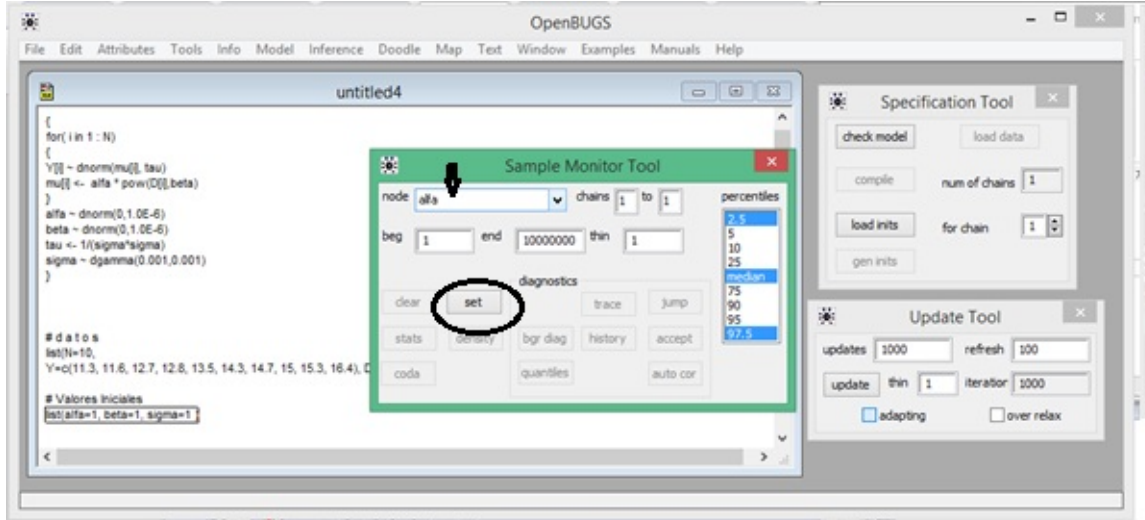 OpenBUGS
File Edit Attributes Tools Info Model Inference Doodle Map Text Window Examples Manuals Help
untitled4
{
for( i in 1 : N)
{
Y[i] ~ dnorm(mu[i], tau)
mu[i] <- alfa * pow(D[i],beta)
}
alfa ~ dnorm(0,1.0E-6)
beta ~ dnorm(0,1.0E-6)
tau <- 1/(sigma*sigma)
sigma ~ dgamma(0.001,0.001)
}
# d a t o s
list(N=10,
Y=c(11.3, 11.6, 12.7, 12.8, 13.5, 14.3, 14.7, 15, 15.3, 16.4), D
# Valores Iniciales
list(alfa=1, beta=1, sigma=1
Sample Monitor Tool
node alfa chains 1 to 1 percentiles
beg 1 end 10000000 thin 1
2.5
5
10
25
median
75
90
95
97.5
diagnostics
clear set trace jump
stats density bgr diag history accept
coda quantiles auto cor
Specification Tool
check model load data
compile num of chains 1
load inits for chain 1
gen inits
Update Tool
updates 1000 refresh 100
update thin 1 iteratior 1000
adapting over relax